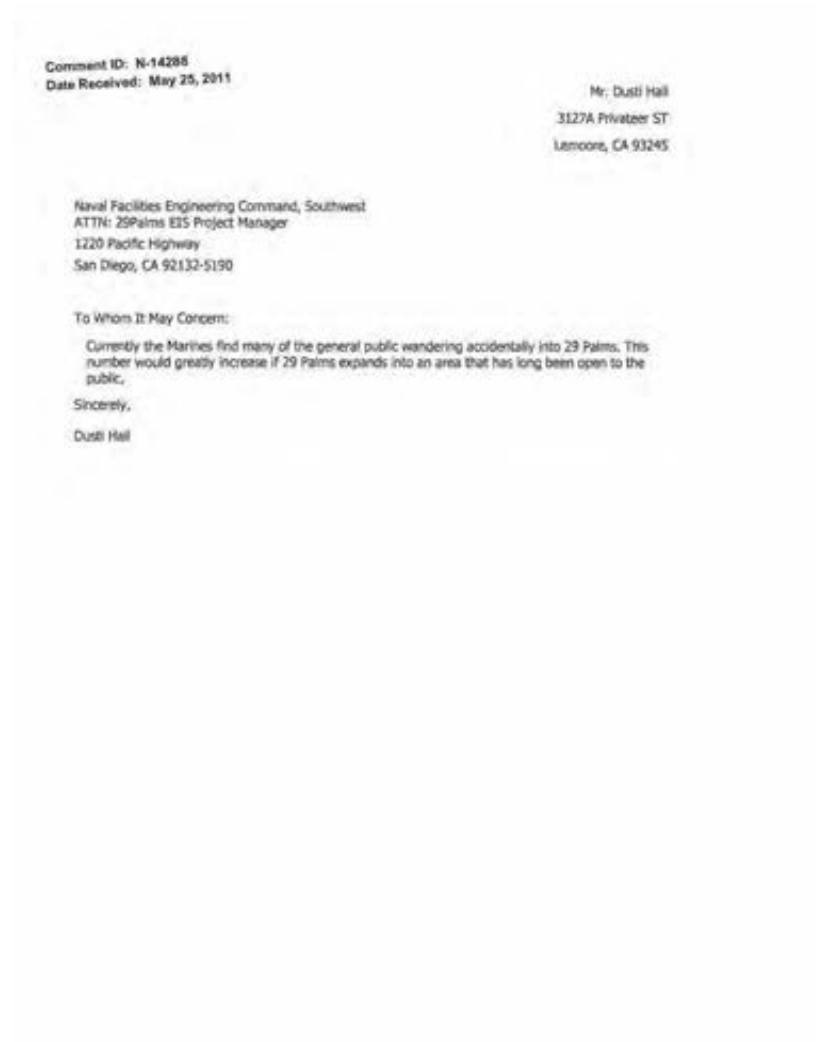 Comment ID: N-14288
Date Received: May 25, 2011
Mr. Dusti Hall
3127A Privateer ST
Lemoore, CA 93245
Naval Facilities Engineering Command, Southwest
ATTN: 29Palms EIS Project Manager
1220 Pacific Highway
San Diego, CA 92132-5190
To Whom It May Concern:
Currently the Marines find many of the general public wandering accidentally into 29 Palms. This
number would greatly increase if 29 Palms expands into an area that has long been open to the
public.
Sincerely,
Dusti Hall